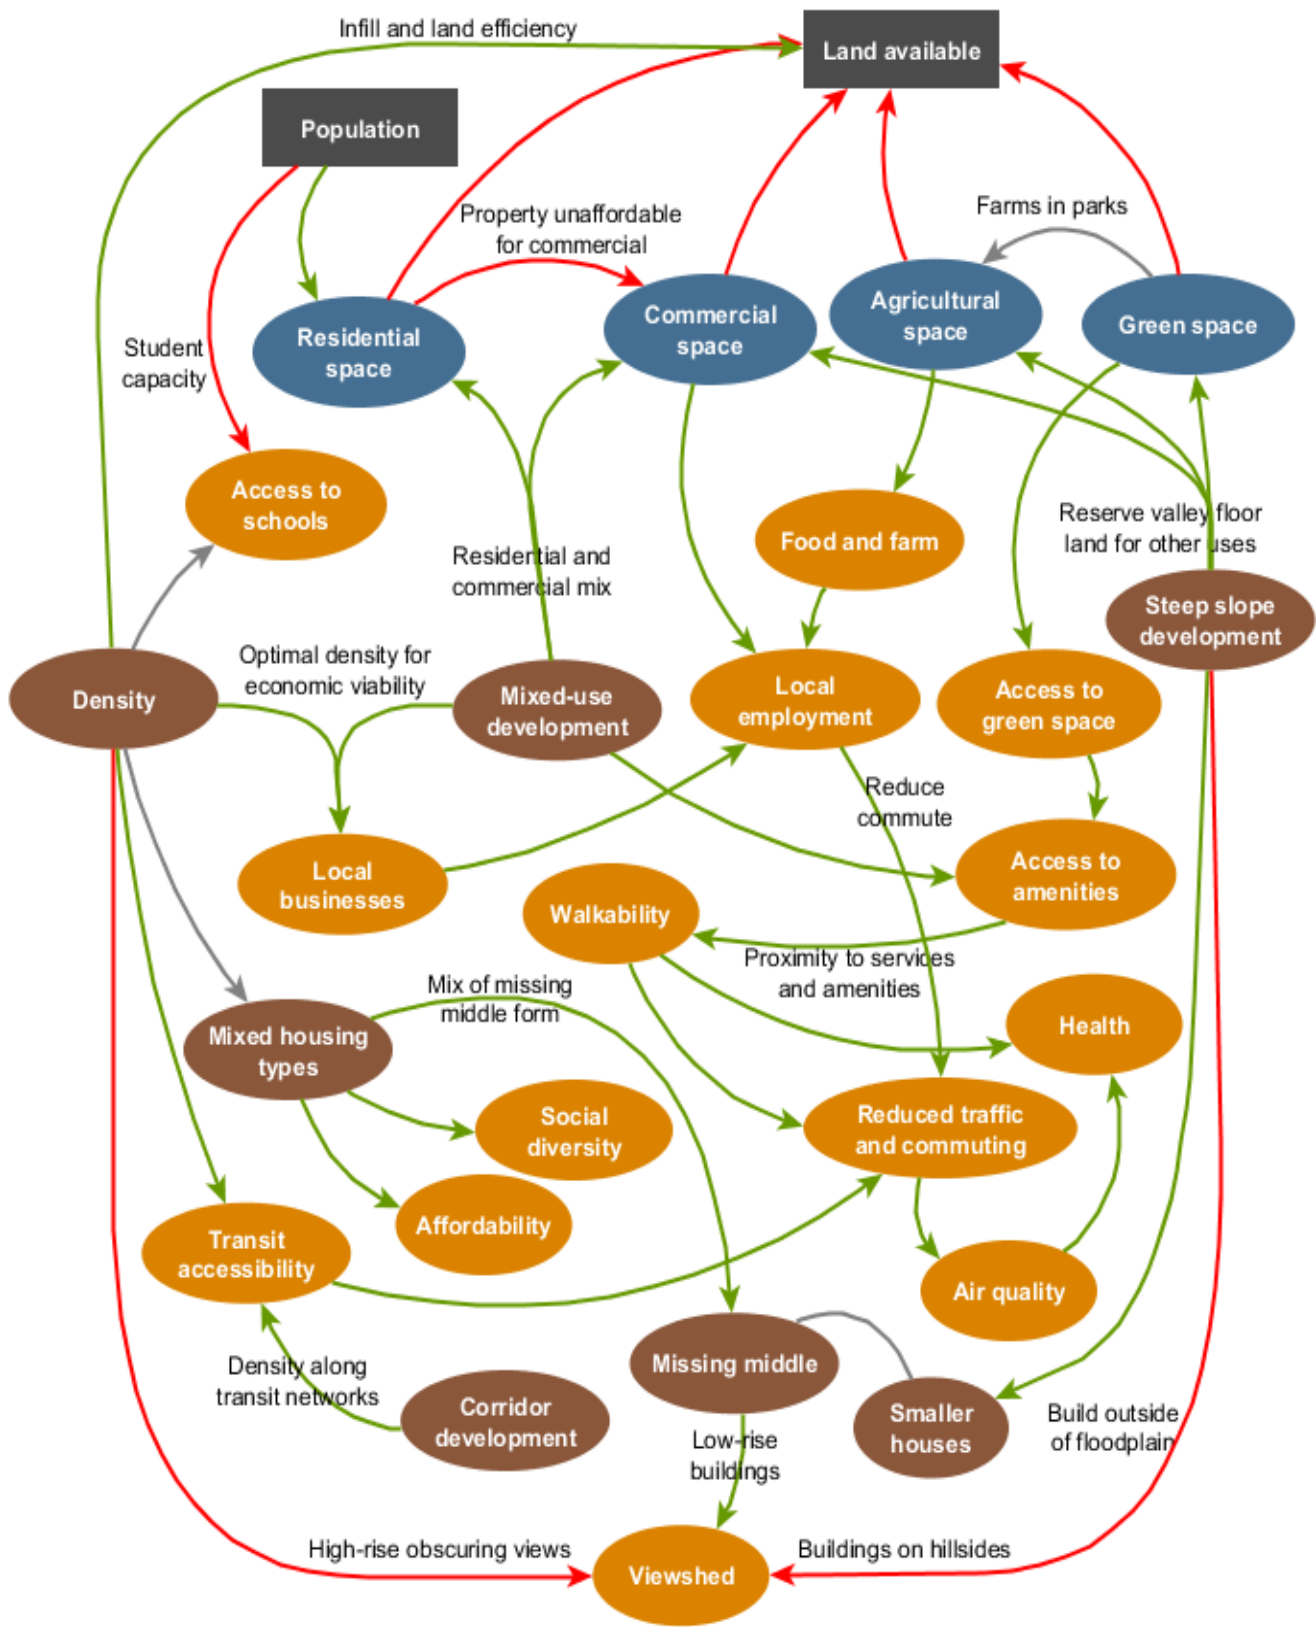 Infill and land efficiency
Land available
Population
Property unaffordable
for commercial
Farms in parks
Student
capacity
Residential
space
Commercial
space
Agricultural
space
Green space
Access to
schools
Residential and
commercial mix
Food and farm
Reserve valley floor
land for other uses
Steep slope
development
Density
Optimal density for
economic viability
Mixed-use
development
Local
employment
Access to
green space
Reduce
commute
Local
businesses
Walkability
Access to
amenities
Proximity to services
and amenities
Mix of missing
middle form
Health
Mixed housing
types
Social
diversity
Reduced traffic
and commuting
Affordability
Transit
accessibility
Air quality
Density along
transit networks
Corridor
development
Missing middle
Smaller
houses
Build outside
of floodplain
Low-rise
buildings
High-rise obscuring views
Viewshed
Buildings on hillsides